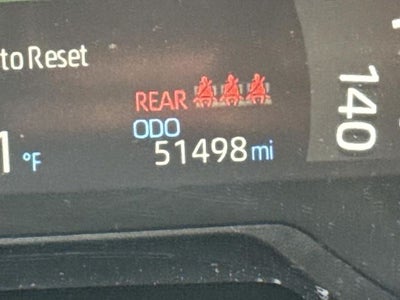 to Reset
REAR
ODO
51498 mi
°F
140